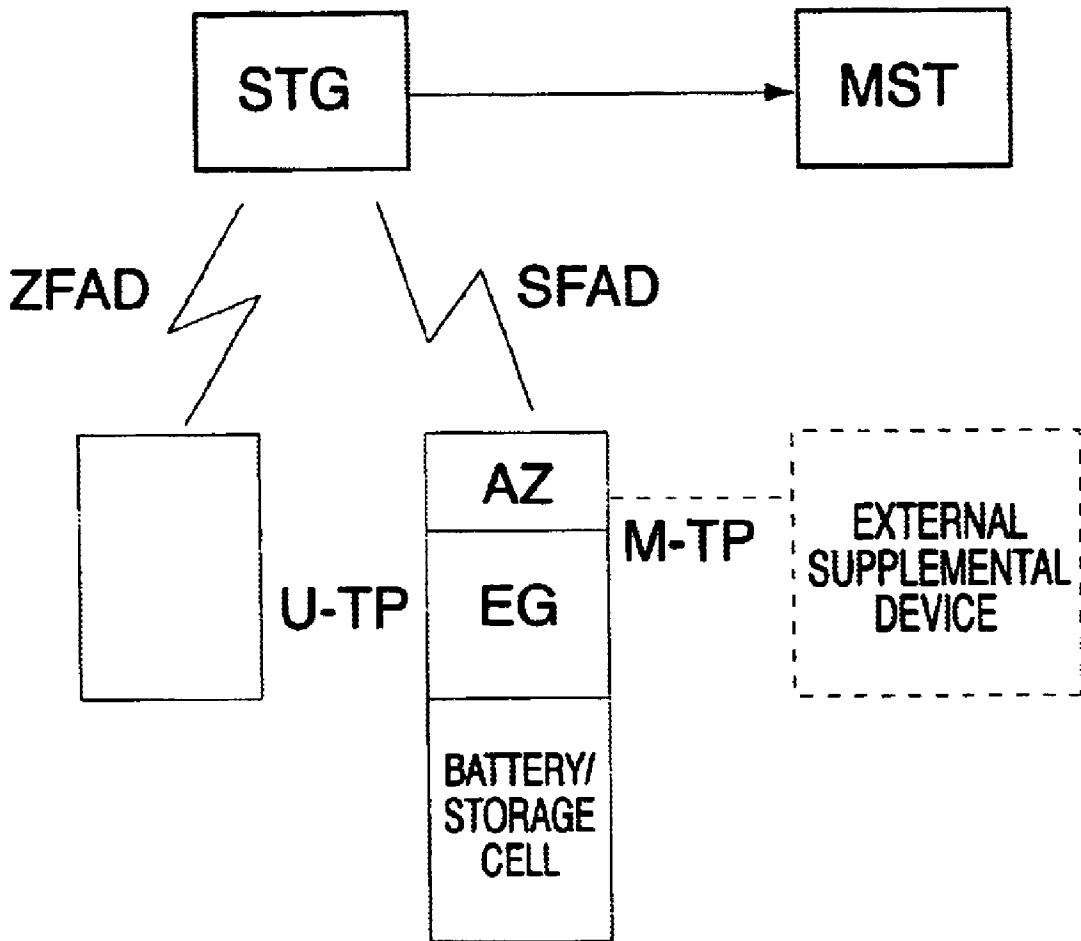 STG
MST
ZFAD
SFAD
AZ
M-TP
U-TP
EG
EXTERNAL
SUPPLEMENTAL
DEVICE
BATTERY/
STORAGE
CELL